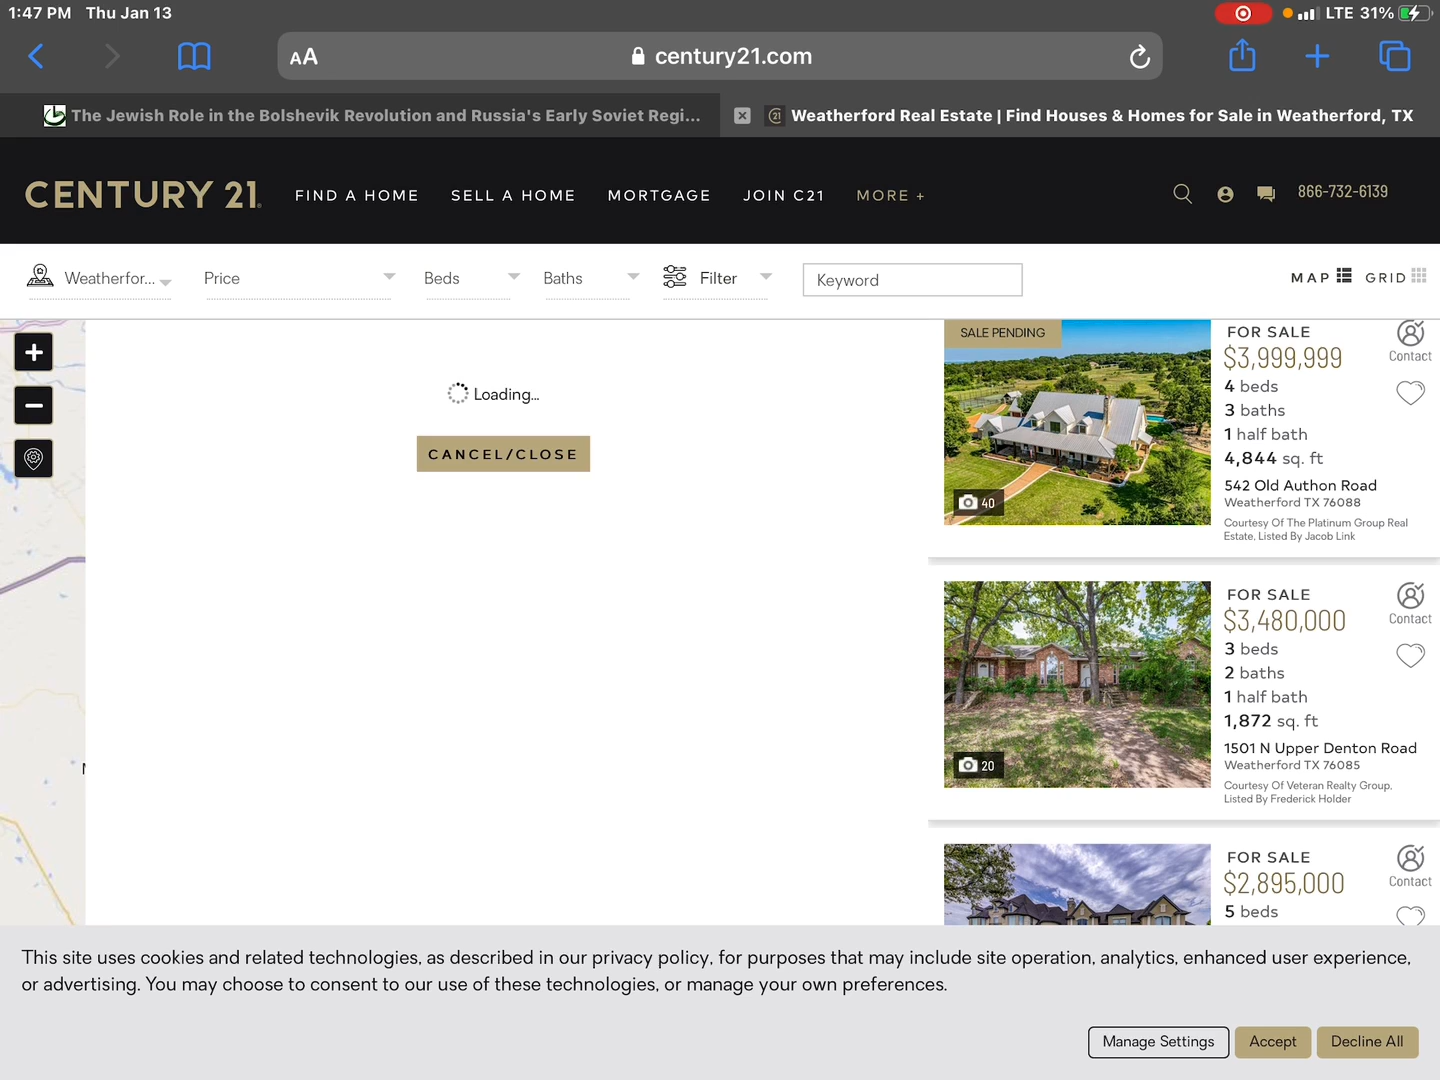 1:47 PM Thu Jan 13
LTE 31%
AA
century21.com
The Jewish Role in the Bolshevik Revolution and Russia's Early Soviet Regi...
Weatherford Real Estate | Find Houses & Homes for Sale in Weatherford, TX
CENTURY 21.
FIND A HOME
SELL A HOME
MORTGAGE
JOIN C21
MORE +
866-732-6139
Weatherfor...
Price
Beds
Baths
Filter
Keyword
MAP
GRID
+
−
Loading...
CANCEL/CLOSE
SALE PENDING
40
FOR SALE
$3,999,999
4 beds
3 baths
1 half bath
4,844 sq. ft
542 Old Authon Road
Weatherford TX 76088
Courtesy Of The Platinum Group Real
Estate, Listed By Jacob Link
Contact
20
FOR SALE
$3,480,000
3 beds
2 baths
1 half bath
1,872 sq. ft
1501 N Upper Denton Road
Weatherford TX 76085
Courtesy Of Veteran Realty Group,
Listed By Frederick Holder
Contact
FOR SALE
$2,895,000
5 beds
Contact
This site uses cookies and related technologies, as described in our privacy policy, for purposes that may include site operation, analytics, enhanced user experience,
or advertising. You may choose to consent to our use of these technologies, or manage your own preferences.
Manage Settings
Accept
Decline All